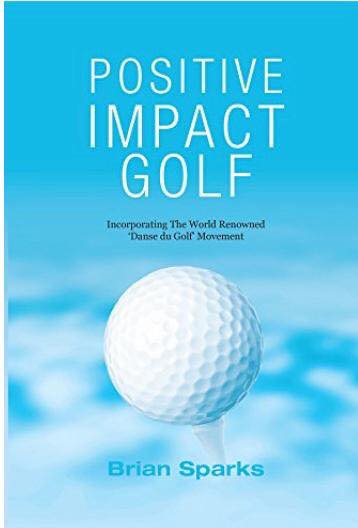 POSITIVE
IMPACT
GOLF
Incorporating The World Renowned
'Danse du Golf' Movement
Brian Sparks